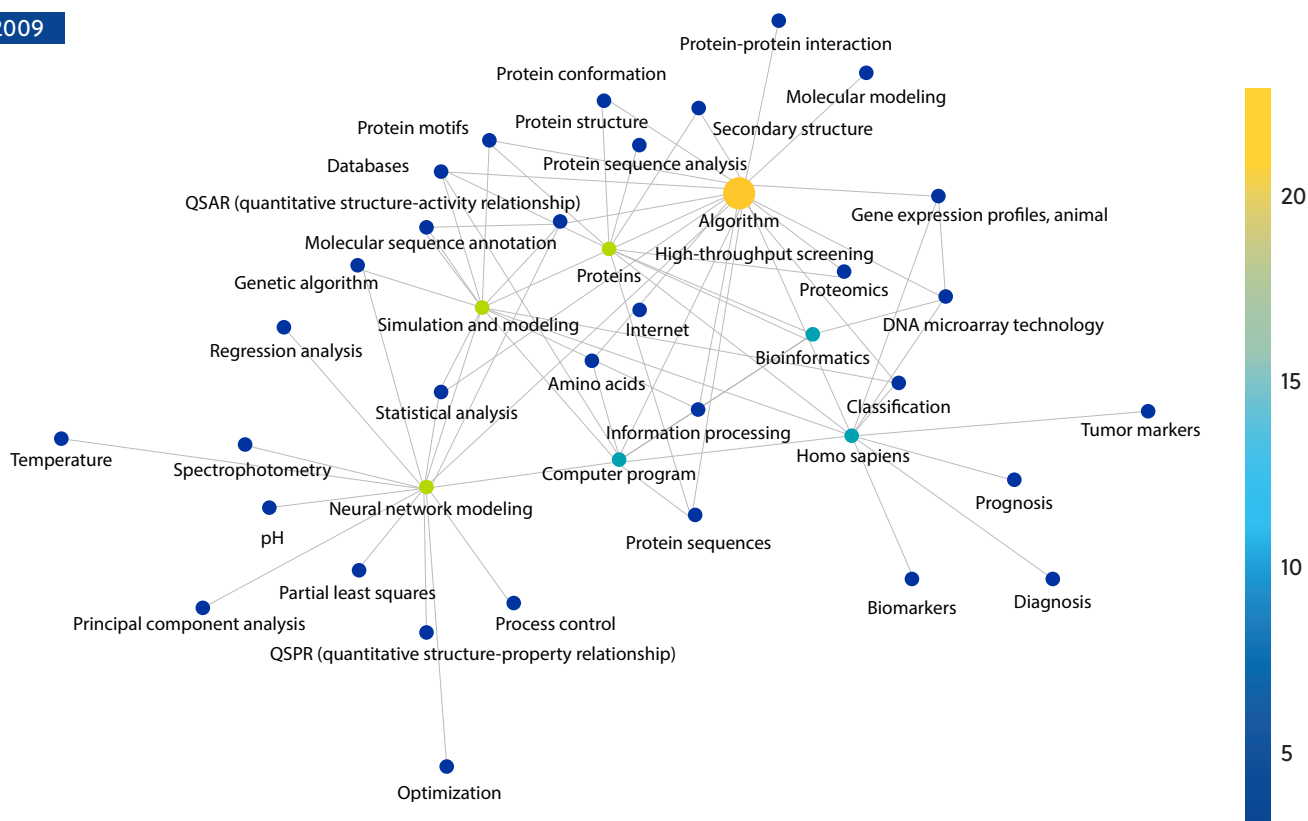 2009
Protein-protein interaction
Protein conformation
Molecular modeling
Protein structure
Secondary structure
Protein motifs
Databases
Protein sequence analysis
20
QSAR (quantitative structure-activity relationship)
Algorithm
Gene expression profiles, animal
Molecular sequence annotation
High-throughput screening
Genetic algorithm
Proteins
Proteomics
Simulation and modeling
Internet
DNA microarray technology
Regression analysis
Bioinformatics
15
Amino acids
Statistical analysis
Classification
Information processing
Tumor markers
Temperature
Spectrophotometry
Computer program
Homo sapiens
Prognosis
Neural network modeling
pH
Protein sequences
10
Partial least squares
Biomarkers
Diagnosis
Principal component analysis
Process control
QSPR (quantitative structure-property relationship)
5
Optimization